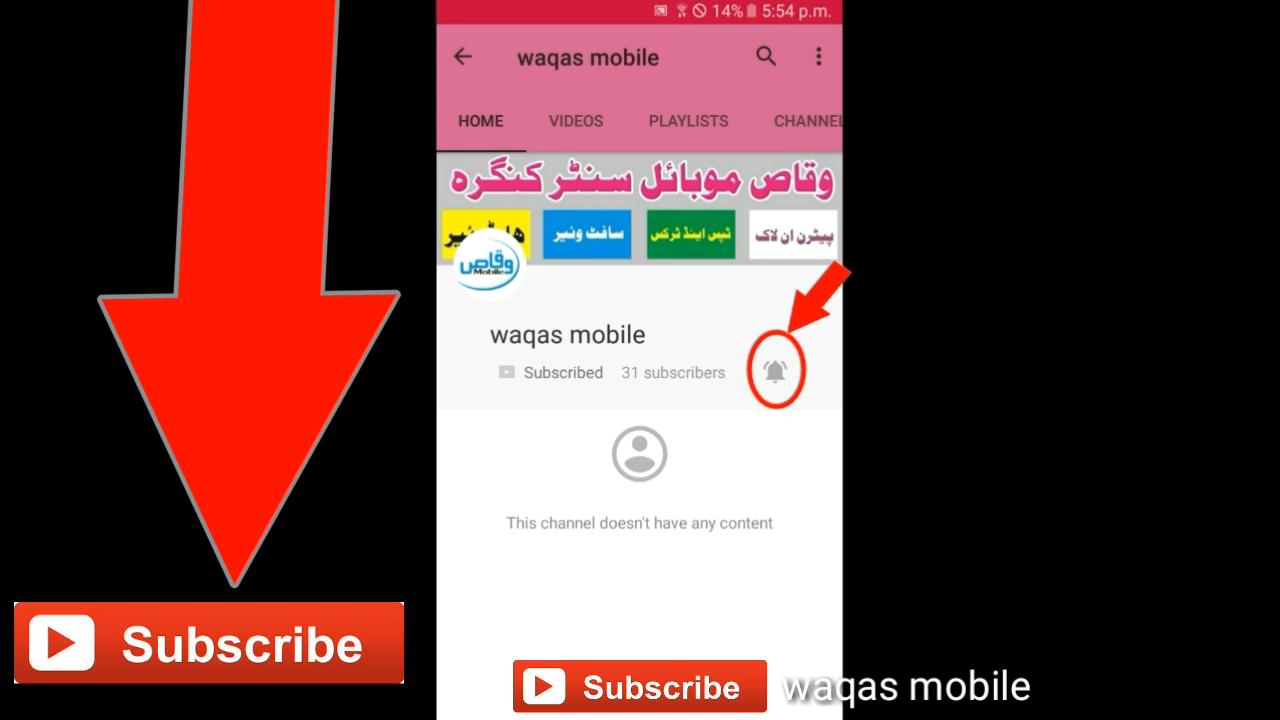 14% 5:54 p.m.
waqas mobile
HOME VIDEOS PLAYLISTS CHANNEL
وقاص موبائل سنٹر کنگرہ
پیٹرن ان لاک ٹپس اینڈ ٹرکس سافٹ وئیر
وقاص
Mobile
waqas mobile
Subscribed 31 subscribers
This channel doesn't have any content
Subscribe
Subscribe waqas mobile